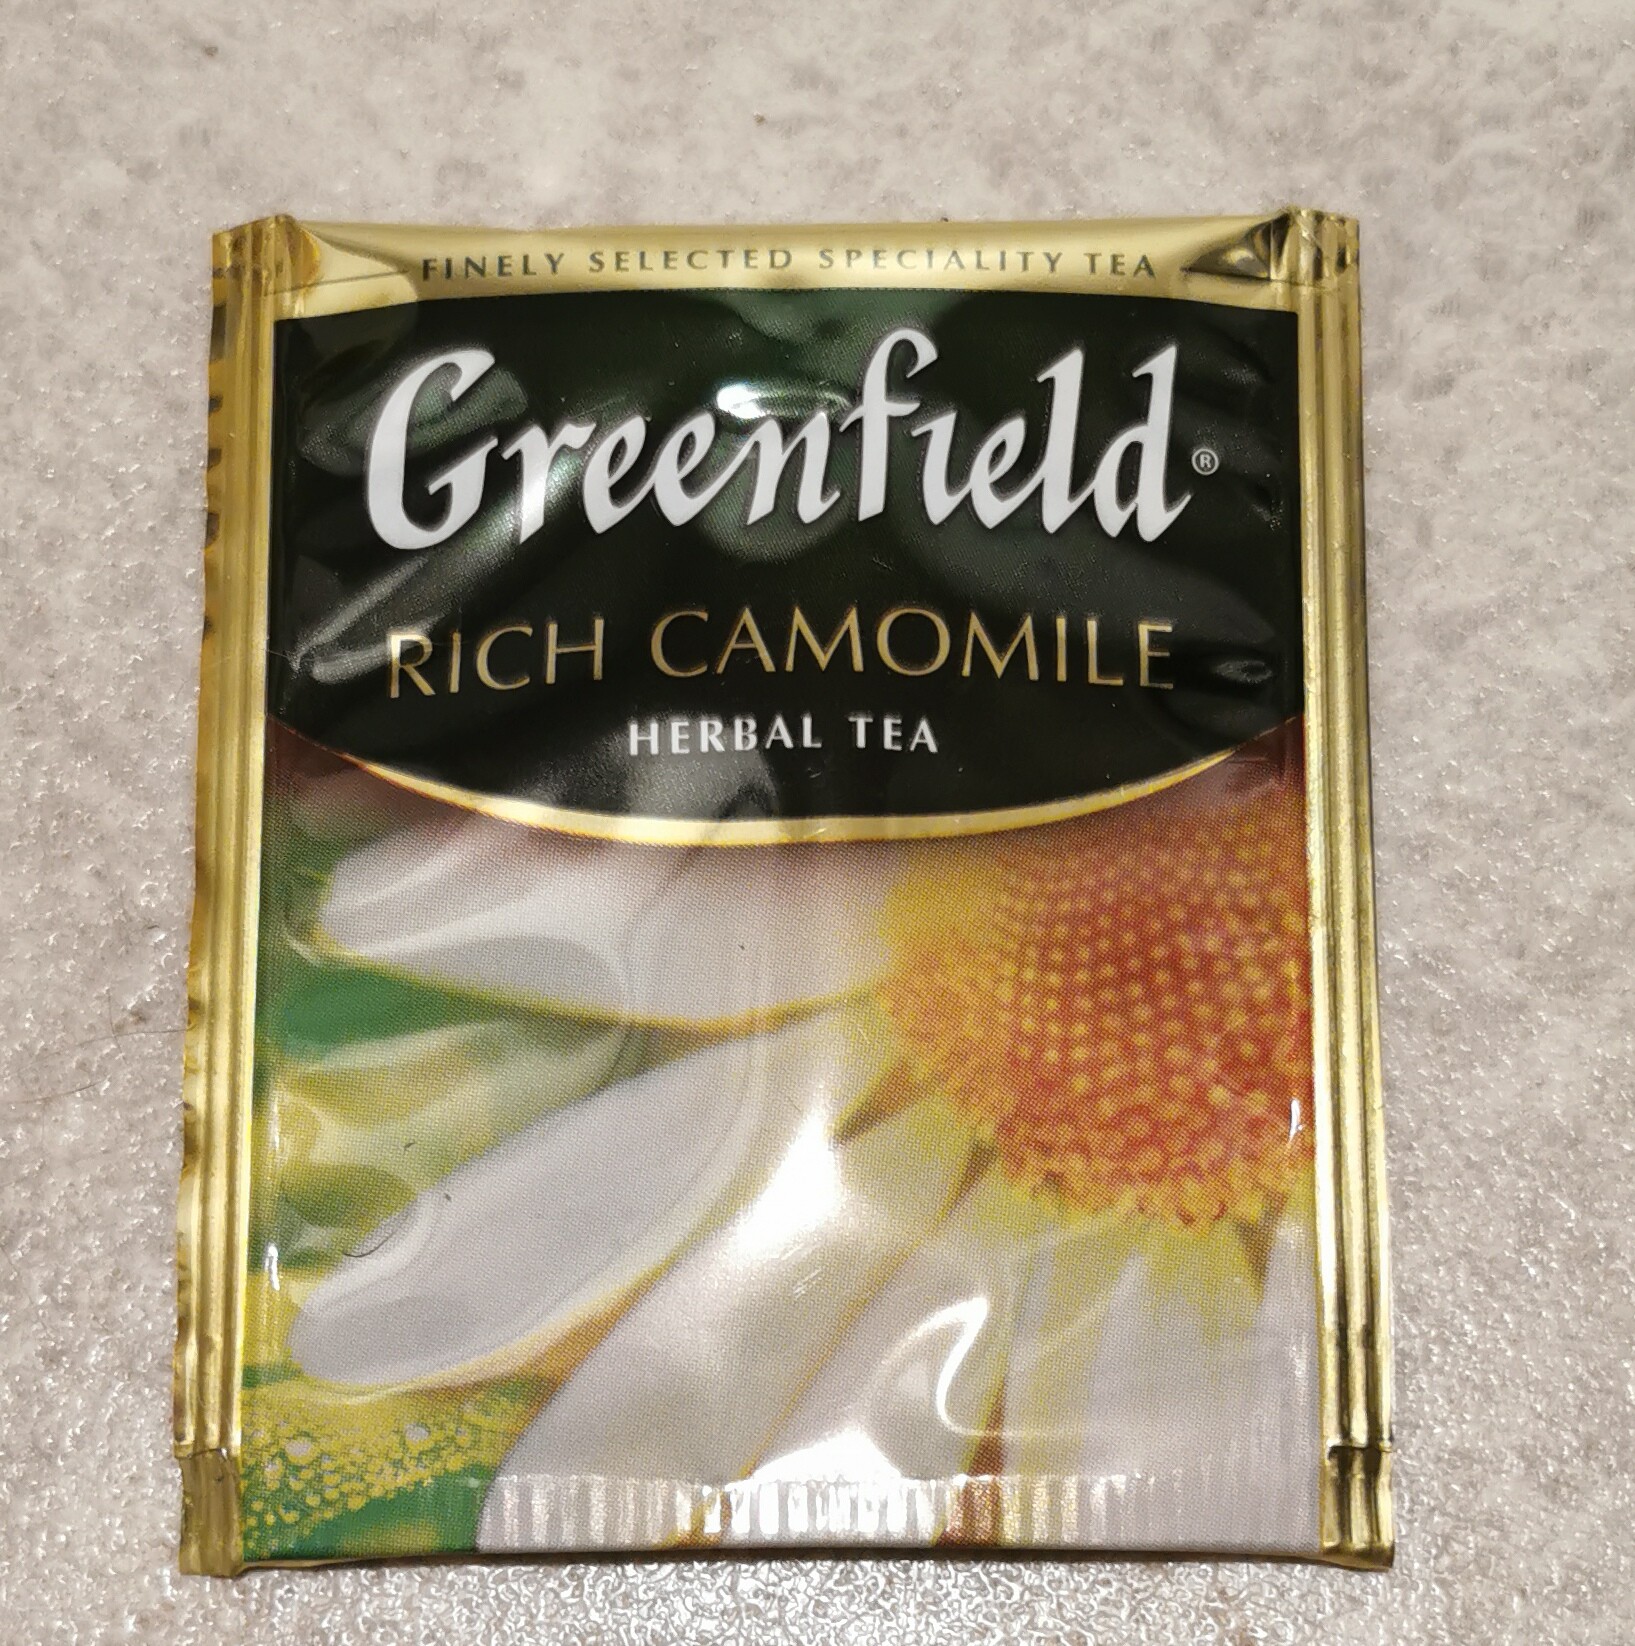 FINELY SELECTED SPECIALITY TEA
Greenfield®
RICH CAMOMILE
HERBAL TEA